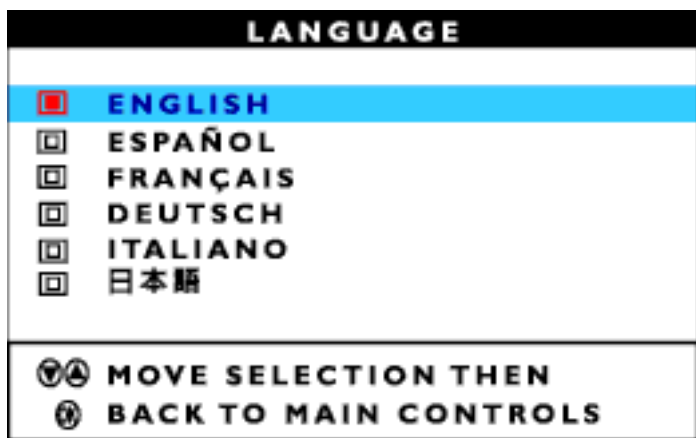 LANGUAGE
ENGLISH
ESPAÑOL
FRANÇAIS
DEUTSCH
ITALIANO
日本語
MOVE SELECTION THEN
BACK TO MAIN CONTROLS